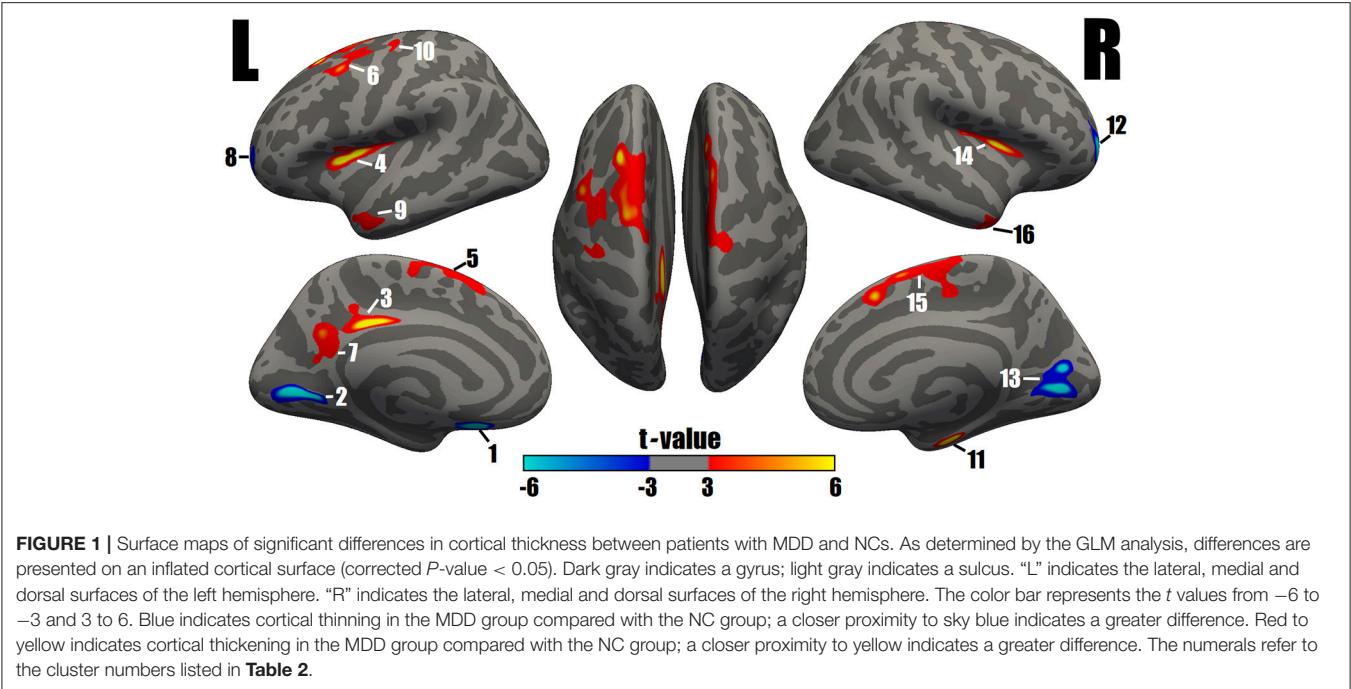 L
R
10
6
8
4
9
12
14
16
5
3
7
2
1
15
13
11
t-value
-6 -3 3 6
FIGURE 1 | Surface maps of significant differences in cortical thickness between patients with MDD and NCs. As determined by the GLM analysis, differences are
presented on an inflated cortical surface (corrected P-value < 0.05). Dark gray indicates a gyrus; light gray indicates a sulcus. “L” indicates the lateral, medial and
dorsal surfaces of the left hemisphere. “R” indicates the lateral, medial and dorsal surfaces of the right hemisphere. The color bar represents the t values from −6 to
−3 and 3 to 6. Blue indicates cortical thinning in the MDD group compared with the NC group; a closer proximity to sky blue indicates a greater difference. Red to
yellow indicates cortical thickening in the MDD group compared with the NC group; a closer proximity to yellow indicates a greater difference. The numerals refer to
the cluster numbers listed in Table 2.